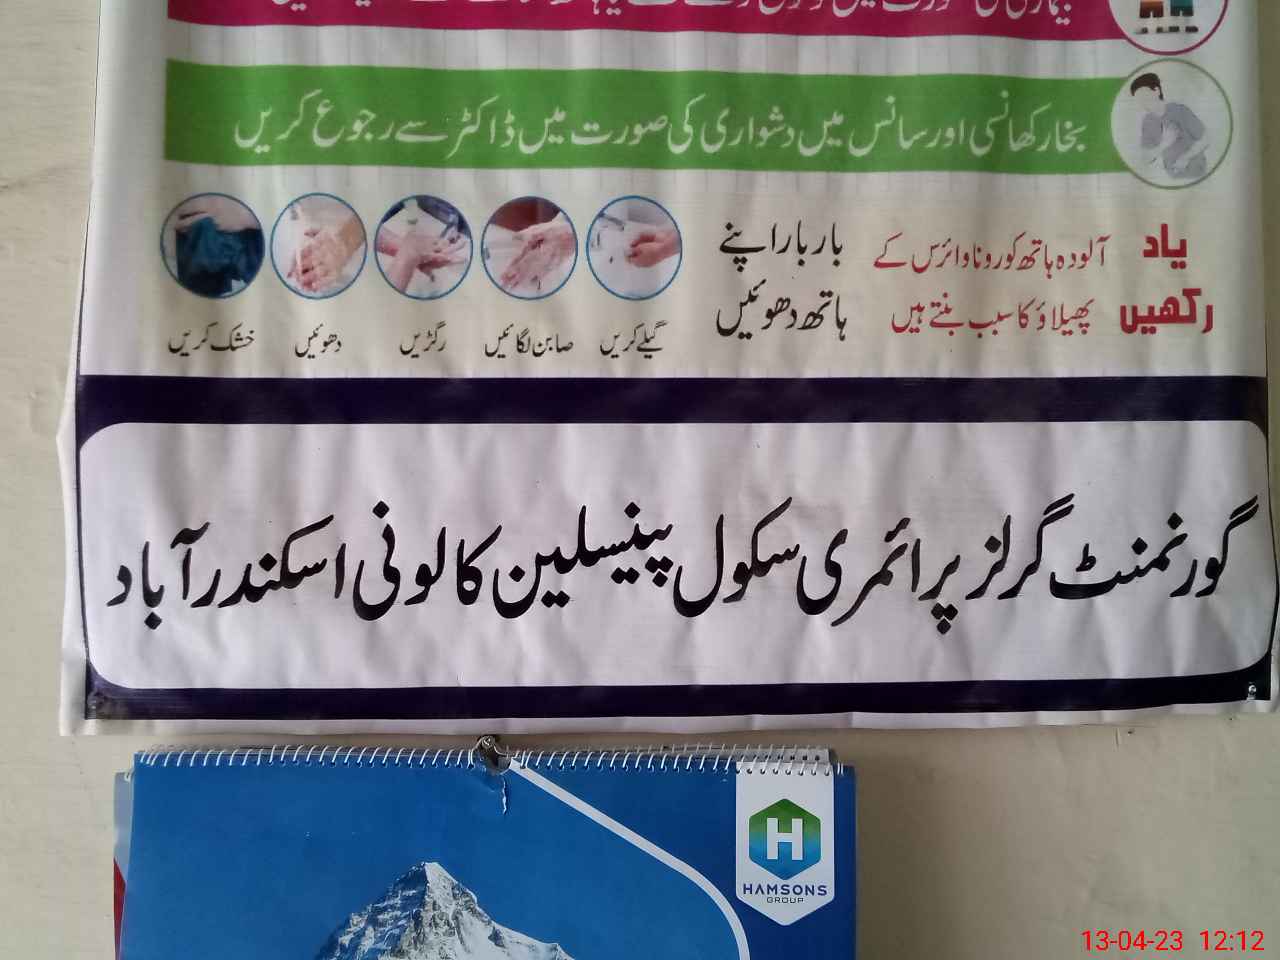 بخار کھانسی اور سانس میں دشواری کی صورت میں ڈاکٹر سے رجوع کریں
یاد رکھیں
آلودہ ہاتھ کورونا وائرس کے
پھیلاؤ کا سبب بنتے ہیں
بار بار اپنے
ہاتھ دھوئیں
گیلے کریں
صابن لگائیں
رگڑیں
دھوئیں
خشک کریں
گورنمنٹ گرلز پرائمری سکول پینسلین کالونی اسکندرآباد
H
HAMSONS
GROUP
13-04-23 12:12